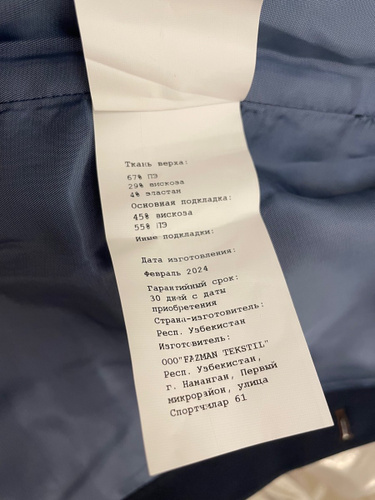 Ткань верха:
67% ПЭ
29% вискоза
4% эластан
Основная подкладка:
45% вискоза
55% ПЭ
Иные подкладки:
Дата изготовления:
Февраль 2024
Гарантийный срок:
30 дней с даты
приобретения
Страна-изготовитель:
Респ. Узбекистан
Изготовитель:
ООО"FAZMAN TEKSTIL"
Респ. Узбекистан,
г. Наманган, Первый
микрорайон, улица
Спортчилар 61